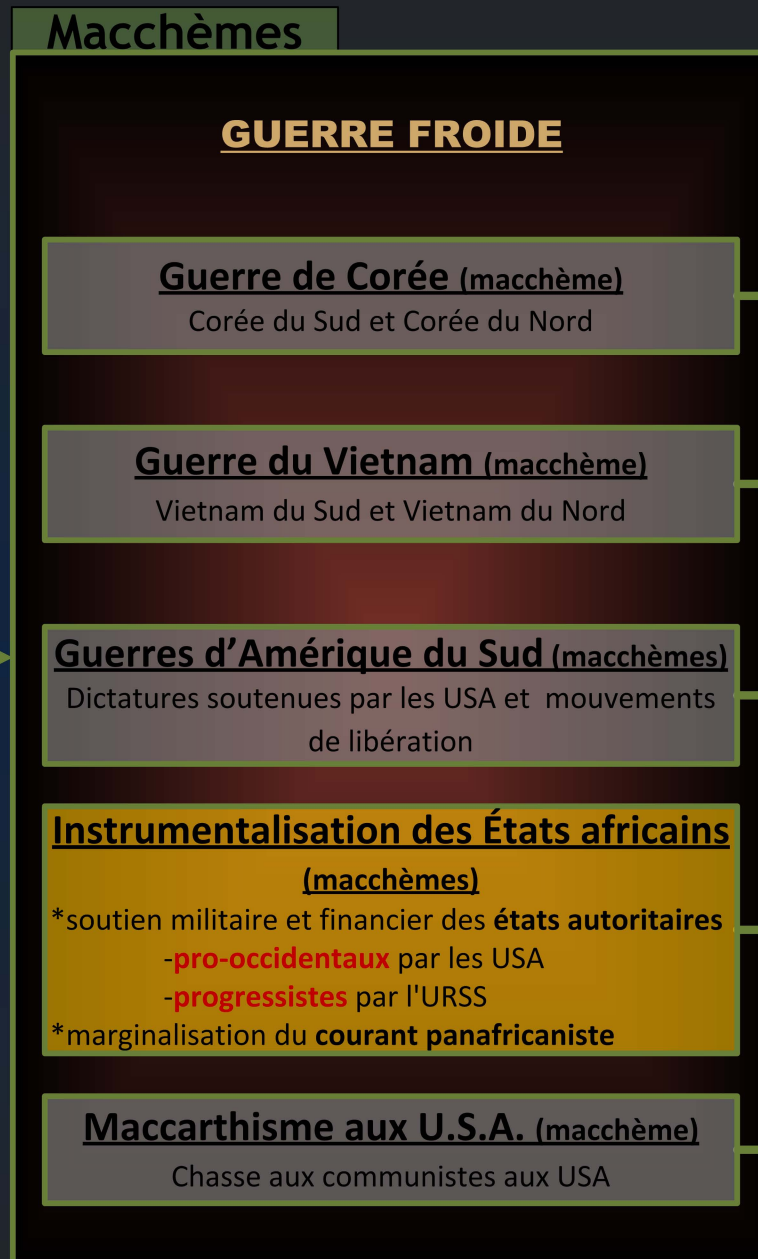 Macchèmes
GUERRE FROIDE
Guerre de Corée (macchème)
Corée du Sud et Corée du Nord
Guerre du Vietnam (macchème)
Vietnam du Sud et Vietnam du Nord
Guerres d’Amérique du Sud (macchèmes)
Dictatures soutenues par les USA et mouvements
de libération
Instrumentalisation des États africains
(macchèmes)
*soutien militaire et financier des états autoritaires
-pro-occidentaux par les USA
-progressistes par l'URSS
*marginalisation du courant panafricaniste
Maccarthisme aux U.S.A. (macchème)
Chasse aux communistes aux USA